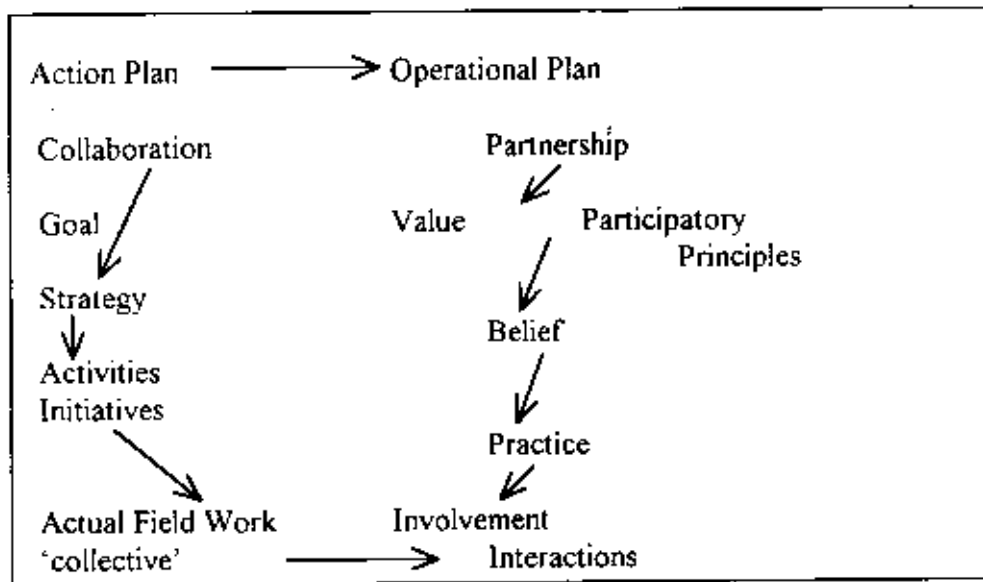 Action Plan Operational Plan
Collaboration Partnership
Goal Value Participatory
Principles
Strategy
Belief
Activities
Initiatives
Practice
Actual Field Work Involvement
‘collective’ Interactions